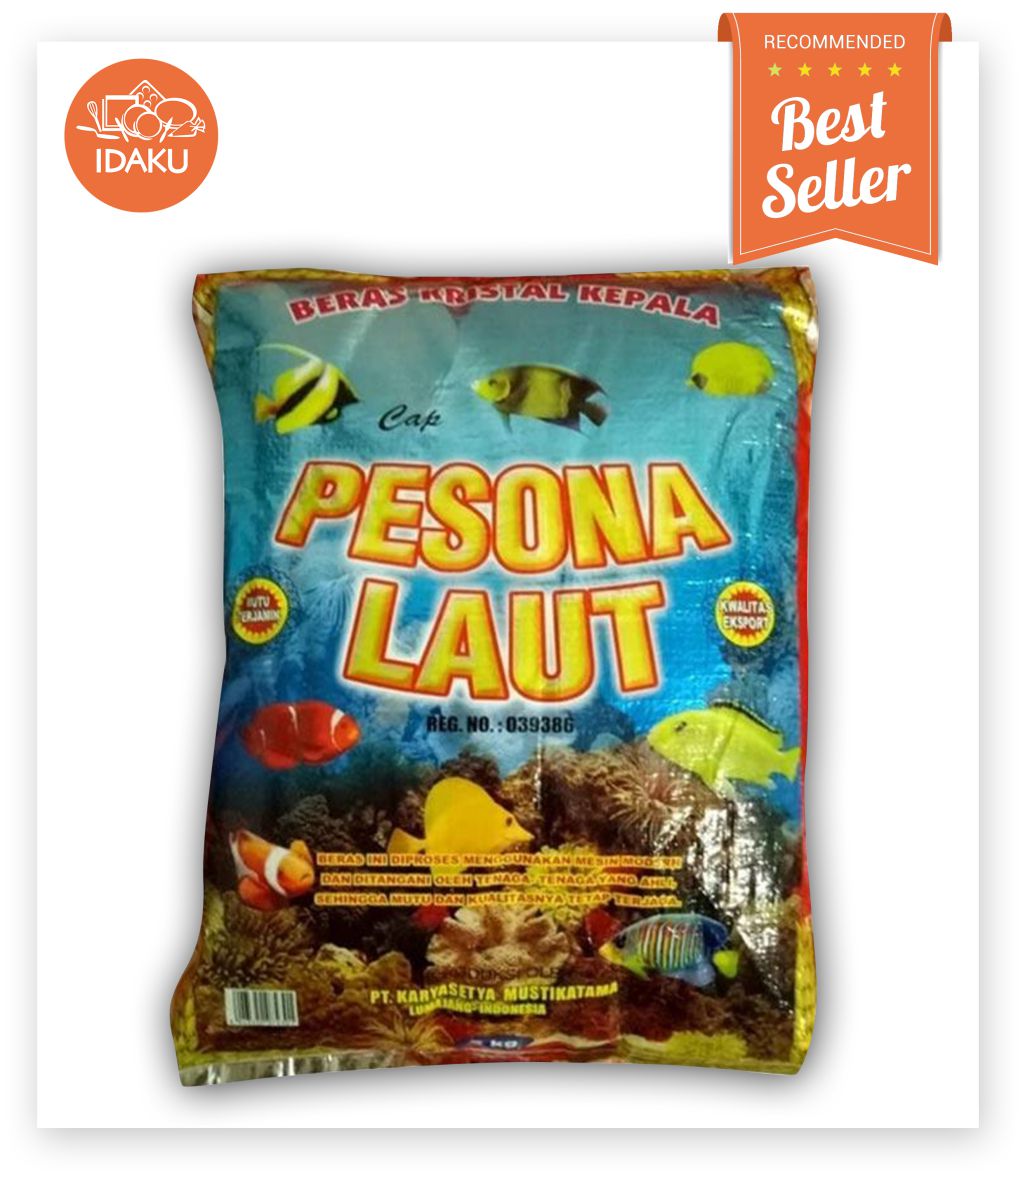 RECOMMENDED
Best
Seller
IDAKU
BERAS KRISTAL KEPALA
Cap
PESONA
LAUT
MUTU
TERJAMIN
KWALITAS
EKSPORT
REG. NO. : 039386
BERAS INI DIPROSES MENGGUNAKAN MESIN MODERN
DAN DITANGANI OLEH TENAGA-TENAGA YANG AHLI,
SEHINGGA MUTU DAN KUALITASNYA TETAP TERJAGA.
PT. KARYASETYA MUSTIKATAMA
LUMAJANG-INDONESIA
kg